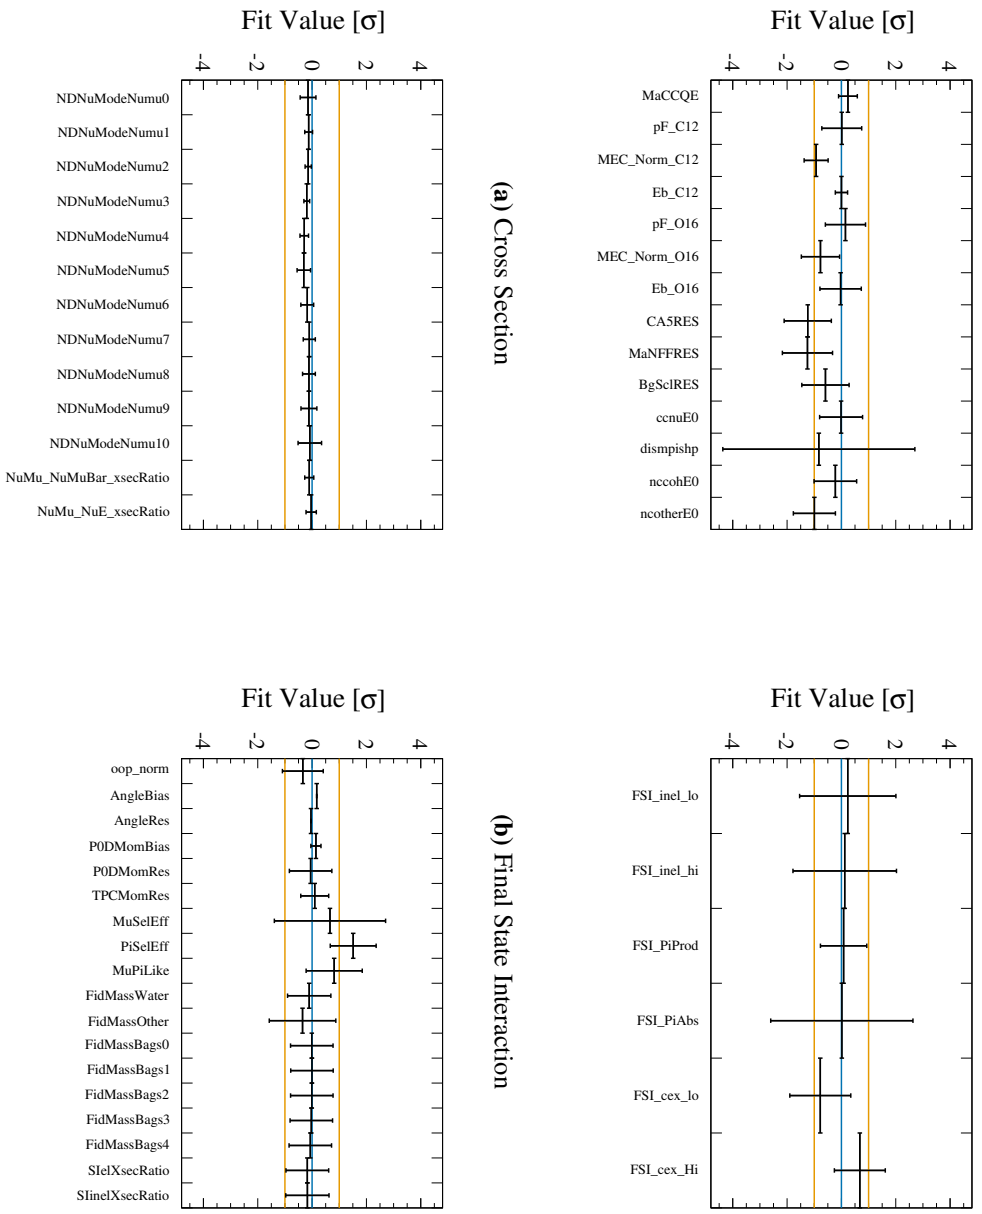 Fit Value [σ]
-4
-2
0
2
4
MaCCQE
pF_C12
MEC_Norm_C12
Eb_C12
pF_O16
MEC_Norm_O16
Eb_O16
CA5RES
MaNFFRES
BgSclRES
ccnuE0
dismpishp
nccohE0
ncotherE0
(a) Cross Section
Fit Value [σ]
-4
-2
0
2
4
FSI_inel_lo
FSI_inel_hi
FSI_PiProd
FSI_PiAbs
FSI_cex_lo
FSI_cex_Hi
(b) Final State Interaction
Fit Value [σ]
-4
-2
0
2
4
NDNuModeNumu0
NDNuModeNumu1
NDNuModeNumu2
NDNuModeNumu3
NDNuModeNumu4
NDNuModeNumu5
NDNuModeNumu6
NDNuModeNumu7
NDNuModeNumu8
NDNuModeNumu9
NDNuModeNumu10
NuMu_NuMuBar_xsecRatio
NuMu_NuE_xsecRatio
Fit Value [σ]
-4
-2
0
2
4
oop_norm
AngleBias
AngleRes
P0DMomBias
P0DMomRes
TPCMomRes
MuSelEff
PiSelEff
MuPiLike
FidMassWater
FidMassOther
FidMassBags0
FidMassBags1
FidMassBags2
FidMassBags3
FidMassBags4
SIelXsecRatio
SIinelXsecRatio